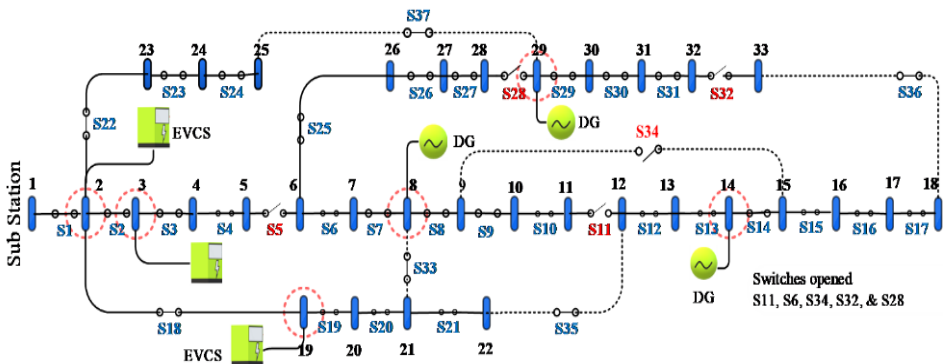 S37
23 24 25 26 27 28 29 30 31 32 33
S23 S24 S26 S27 S28 S29 S30 S31 S32 S36
S22 EVCS S25 DG DG S34
Sub Station
1 2 3 4 5 6 7 8 9 10 11 12 13 14 15 16 17 18
S1 S2 S3 S4 S5 S6 S7 S8 S9 S10 S11 S12 S13 S14 S15 S16 S17
S33
DG
Switches opened
S11, S6, S34, S32, & S28
S18 S19 S20 S21 S35
EVCS 19 20 21 22